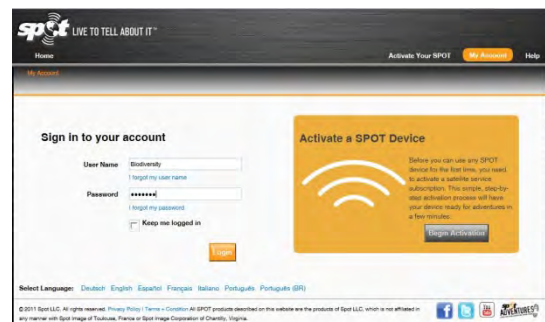 spot LIVE TO TELL ABOUT IT™
Home
Activate Your SPOT
My Account
Help
My Account
Sign in to your account
User Name Biodiversity
I forgot my user name
Password •••••••
I forgot my password
Keep me logged in
Login
Activate a SPOT Device
Before you can use any SPOT
device for the first time, you need
to activate a satellite service
subscription. This simple, step-by-
step activation process will have
your device ready for adventures in
a few minutes.
Begin Activation
Select Language: Deutsch English Español Français Italiano Português Português (BR)
©2011 Spot LLC. All rights reserved. Privacy Policy | Terms + Condition All SPOT products described on this website are the products of Spot LLC, which is not affiliated in
any manner with Spot Image of Toulouse, France or Spot Image Corporation of Chantilly, Virginia.
ADVENTURES